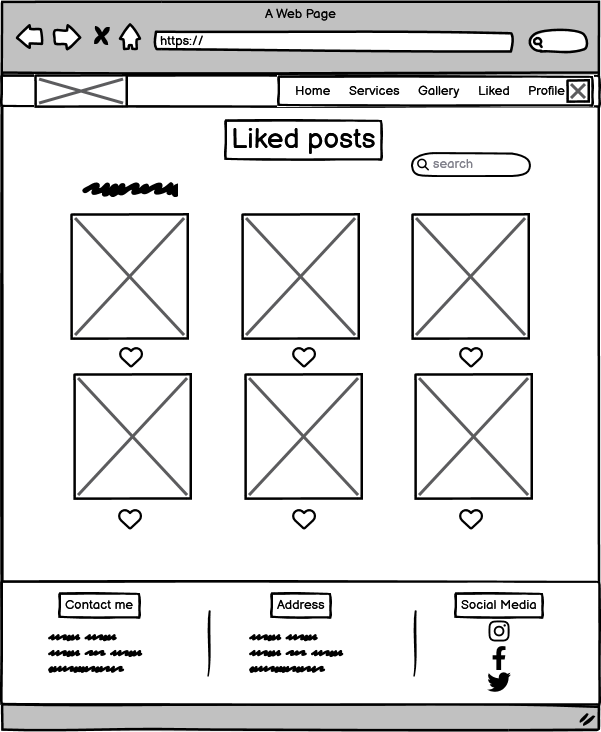 A Web Page
https://
Home Services Gallery Liked Profile
Liked posts
search
Contact me Address Social Media